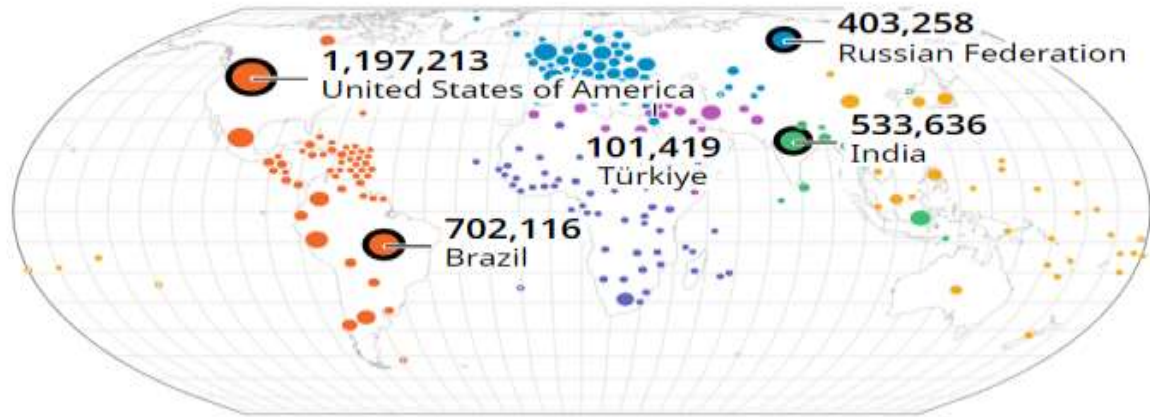 403,258
Russian Federation
1,197,213
United States of America
533,636
India
101,419
Türkiye
702,116
Brazil